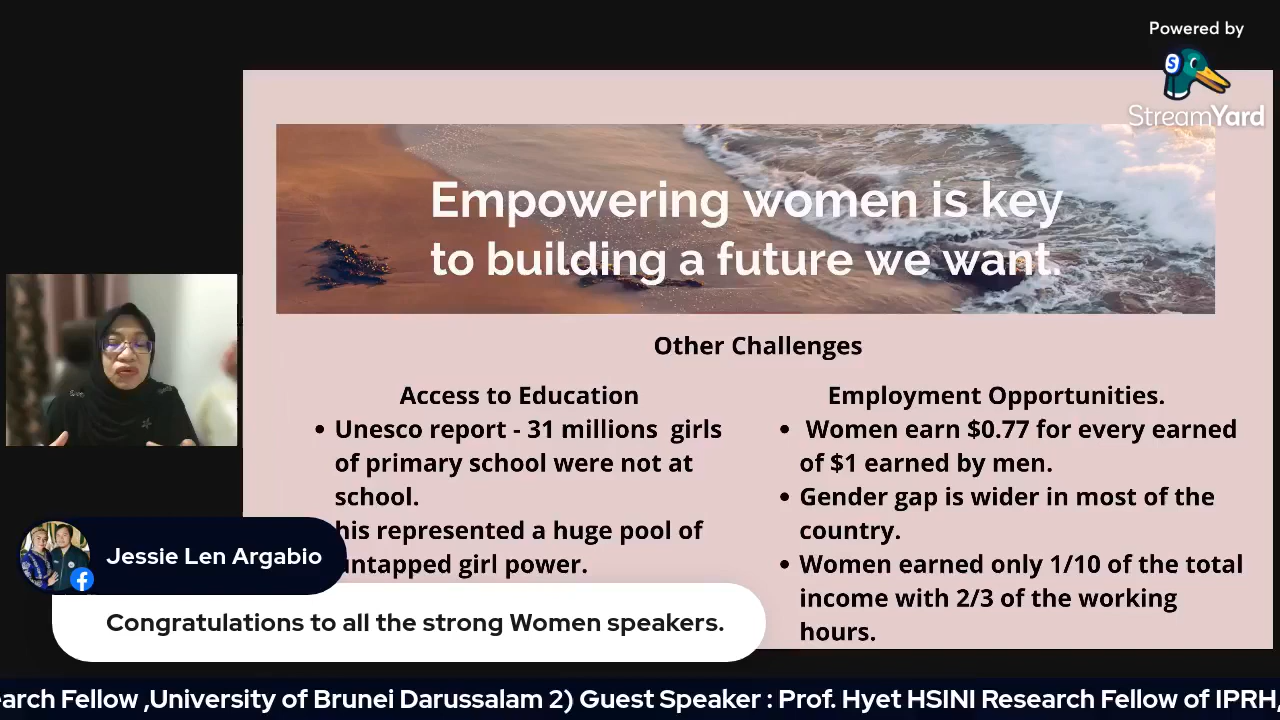 Powered by
StreamYard
Empowering women is key
to building a future we want.
Other Challenges
Access to Education
• Unesco report - 31 millions girls
of primary school were not at
school.
his represented a huge pool of
untapped girl power.
Employment Opportunities.
• Women earn $0.77 for every earned
of $1 earned by men.
• Gender gap is wider in most of the
country.
• Women earned only 1/10 of the total
income with 2/3 of the working
hours.
Jessie Len Argabio
Congratulations to all the strong Women speakers.
earch Fellow ,University of Brunei Darussalam 2) Guest Speaker : Prof. Hyet HSINI Research Fellow of IPRH,